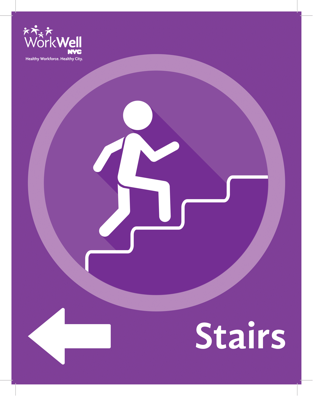 WorkWell
NYC
Healthy Workforce. Healthy City.
Stairs